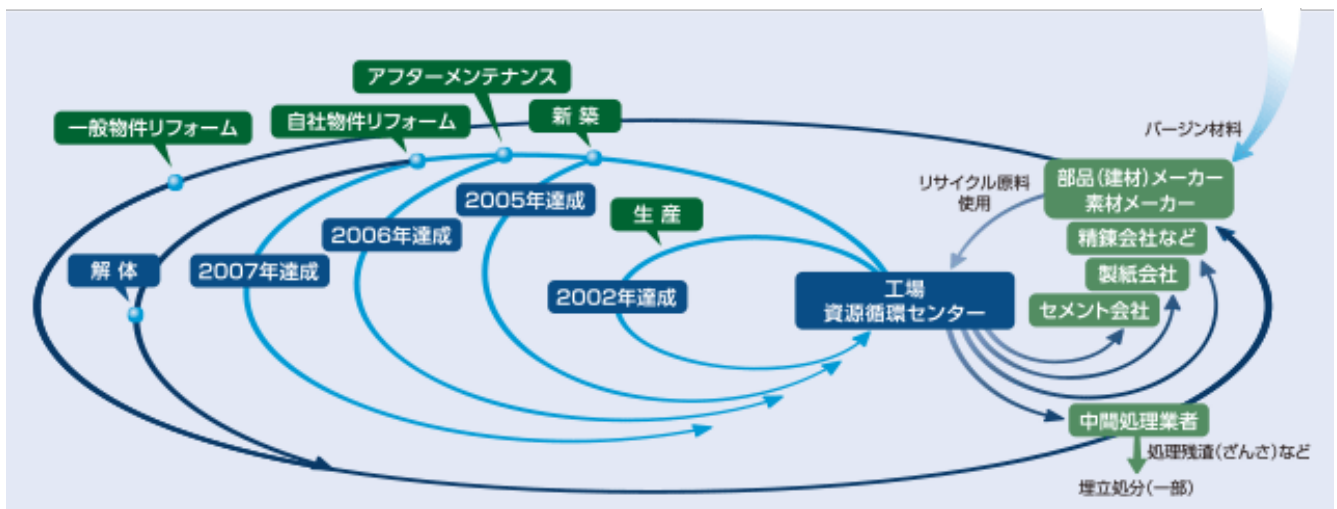 アフターメンテナンス
一般物件リフォーム
自社物件リフォーム
新築
バージン材料
リサイクル原料
使用
部品(建材)メーカー
素材メーカー
2005年達成
生産
2006年達成
精錬会社など
解体
2007年達成
製紙会社
2002年達成
工場
資源循環センター
セメント会社
中間処理業者
処理残渣(ざんさ)など
埋立処分(一部)